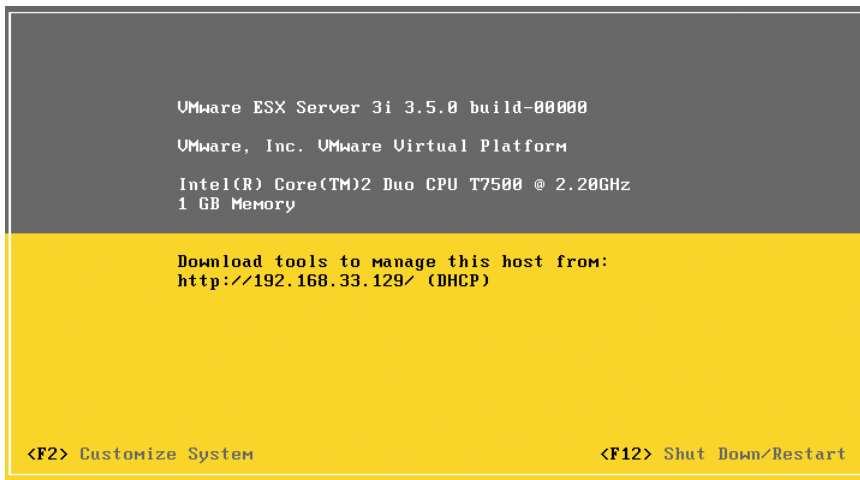 VMware ESX Server 3i 3.5.0 build-00000
VMware, Inc. VMware Virtual Platform
Intel(R) Core(TM)2 Duo CPU T7500 @ 2.20GHz
1 GB Memory
Download tools to manage this host from:
http://192.168.33.129/ (DHCP)
<F2> Customize System
<F12> Shut Down/Restart